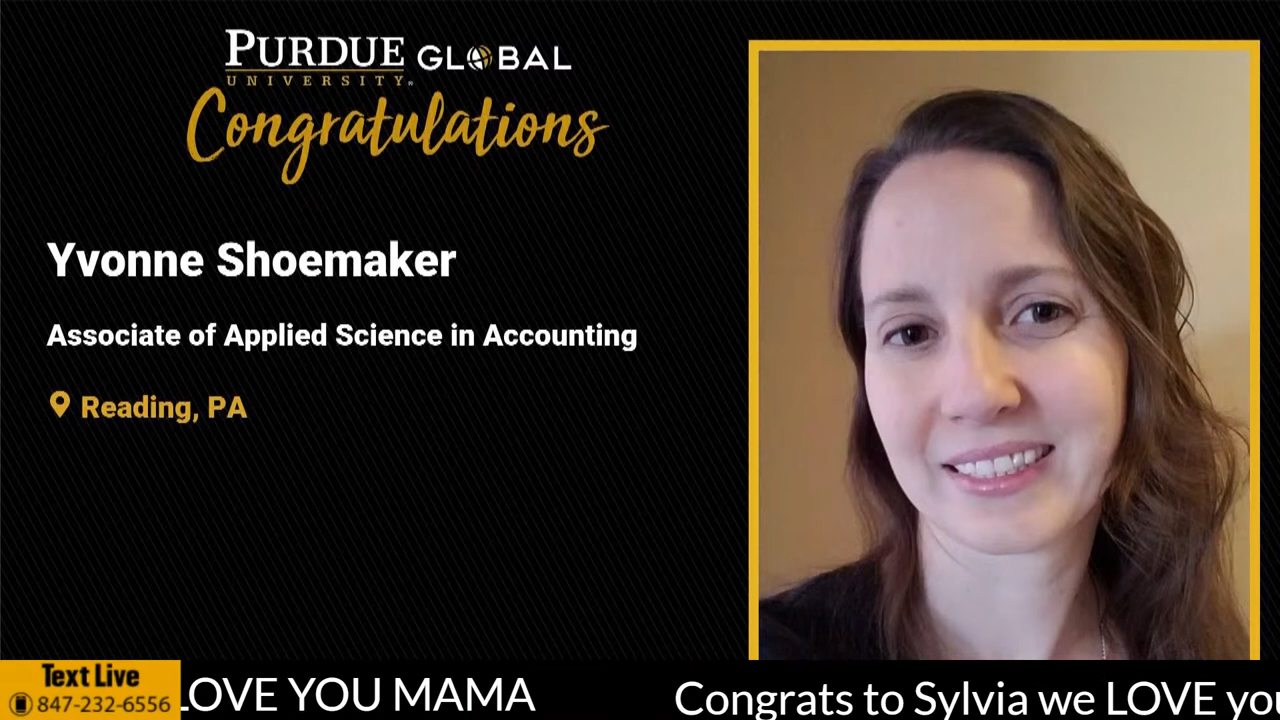 PURDUE GLOBAL
UNIVERSITY®
Congratulations
Yvonne Shoemaker
Associate of Applied Science in Accounting
Reading, PA
Text Live
847-232-6556
LOVE YOU MAMA Congrats to Sylvia we LOVE you